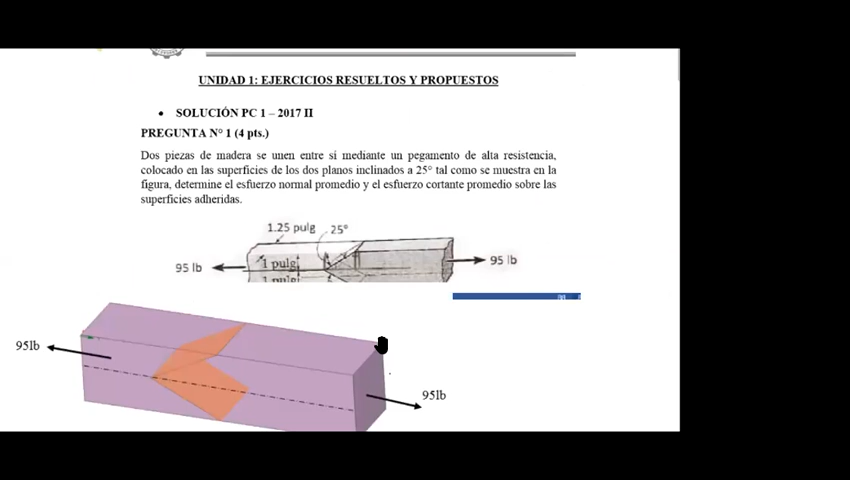 UNIDAD 1: EJERCICIOS RESUELTOS Y PROPUESTOS
• SOLUCIÓN PC 1 – 2017 II
PREGUNTA N° 1 (4 pts.)
Dos piezas de madera se unen entre sí mediante un pegamento de alta resistencia,
colocado en las superficies de los dos planos inclinados a 25° tal como se muestra en la
figura, determine el esfuerzo normal promedio y el esfuerzo cortante promedio sobre las
superficies adheridas.
1.25 pulg 25°
95 lb 1 pulg 95 lb
1 pulg
95lb
95lb